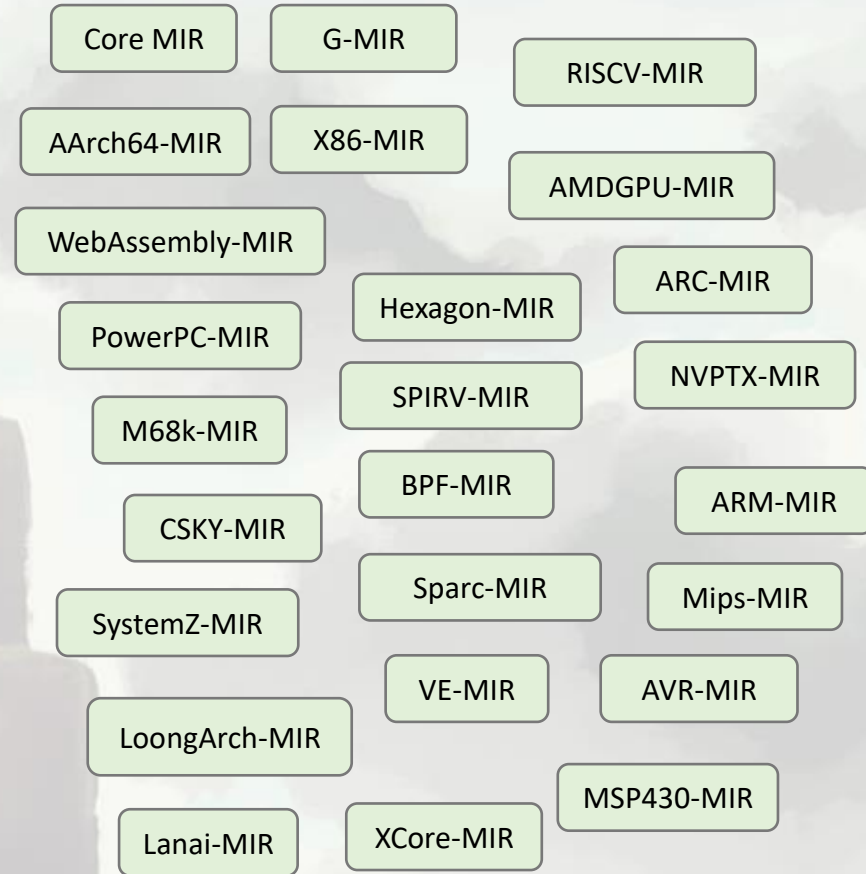 Core MIR
G-MIR
RISCV-MIR
AArch64-MIR
X86-MIR
AMDGPU-MIR
WebAssembly-MIR
ARC-MIR
Hexagon-MIR
PowerPC-MIR
NVPTX-MIR
SPIRV-MIR
M68k-MIR
BPF-MIR
ARM-MIR
CSKY-MIR
Sparc-MIR
Mips-MIR
SystemZ-MIR
VE-MIR
AVR-MIR
LoongArch-MIR
MSP430-MIR
Lanai-MIR
XCore-MIR